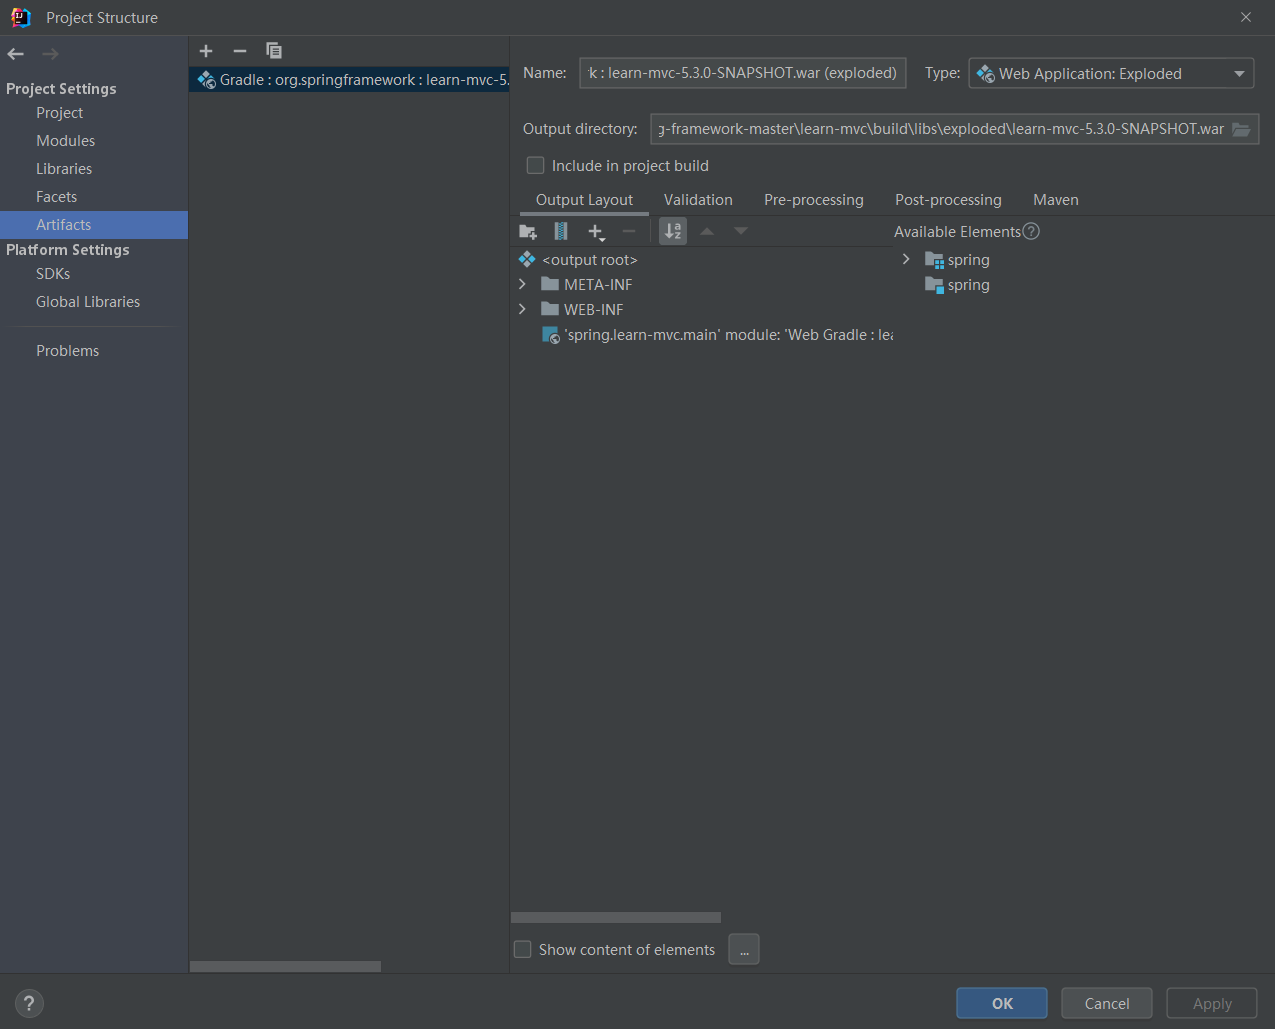 Project Structure
Project Settings
Project
Modules
Libraries
Facets
Artifacts
Platform Settings
SDKs
Global Libraries
Problems
Gradle : org.springframework : learn-mvc-5.
Name: k : learn-mvc-5.3.0-SNAPSHOT.war (exploded) Type: Web Application: Exploded
Output directory: g-framework-master\learn-mvc\build\libs\exploded\learn-mvc-5.3.0-SNAPSHOT.war
Include in project build
Output Layout Validation Pre-processing Post-processing Maven
Available Elements ?
<output root>
META-INF
WEB-INF
'spring.learn-mvc.main' module: 'Web Gradle : lea
spring
spring
Show content of elements ...
? OK Cancel Apply